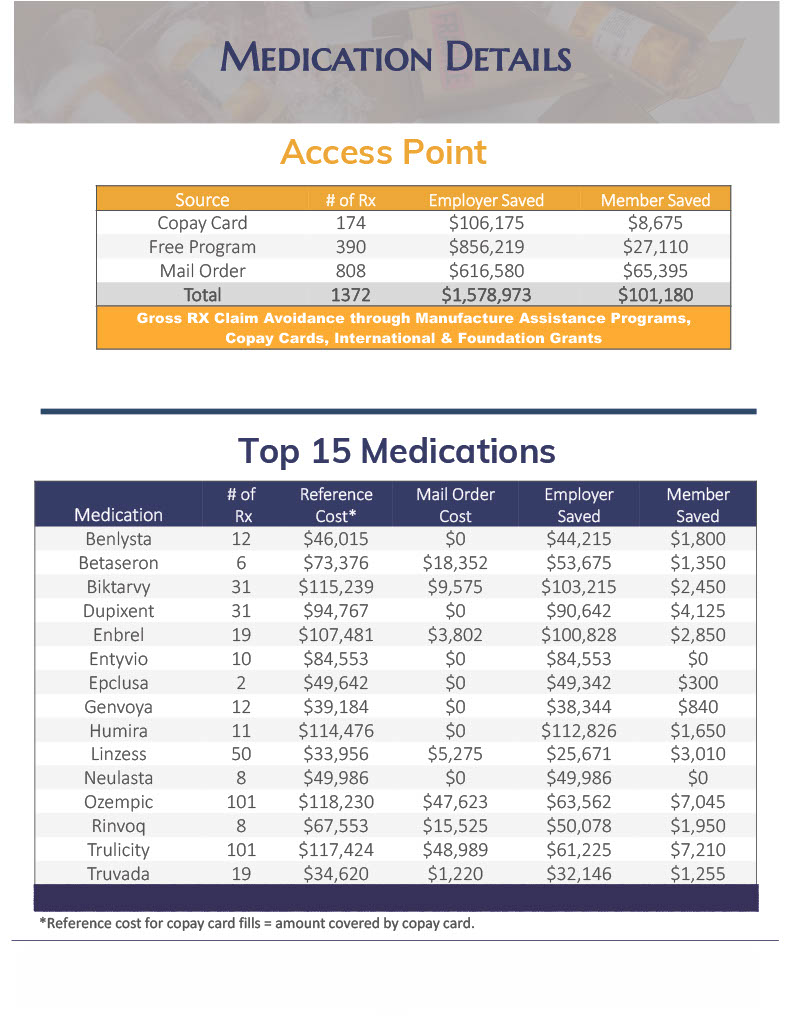 MEDICATION DETAILS
Access Point
Source # of Rx Employer Saved Member Saved
Copay Card 174 $106,175 $8,675
Free Program 390 $856,219 $27,110
Mail Order 808 $616,580 $65,395
Total 1372 $1,578,973 $101,180
Gross RX Claim Avoidance through Manufacture Assistance Programs,
Copay Cards, International & Foundation Grants
Top 15 Medications
Medication # of Rx Reference Cost* Mail Order Cost Employer Saved Member Saved
Benlysta 12 $46,015 $0 $44,215 $1,800
Betaseron 6 $73,376 $18,352 $53,675 $1,350
Biktarvy 31 $115,239 $9,575 $103,215 $2,450
Dupixent 31 $94,767 $0 $90,642 $4,125
Enbrel 19 $107,481 $3,802 $100,828 $2,850
Entyvio 10 $84,553 $0 $84,553 $0
Epclusa 2 $49,642 $0 $49,342 $300
Genvoya 12 $39,184 $0 $38,344 $840
Humira 11 $114,476 $0 $112,826 $1,650
Linzess 50 $33,956 $5,275 $25,671 $3,010
Neulasta 8 $49,986 $0 $49,986 $0
Ozempic 101 $118,230 $47,623 $63,562 $7,045
Rinvoq 8 $67,553 $15,525 $50,078 $1,950
Trulicity 101 $117,424 $48,989 $61,225 $7,210
Truvada 19 $34,620 $1,220 $32,146 $1,255
*Reference cost for copay card fills = amount covered by copay card.